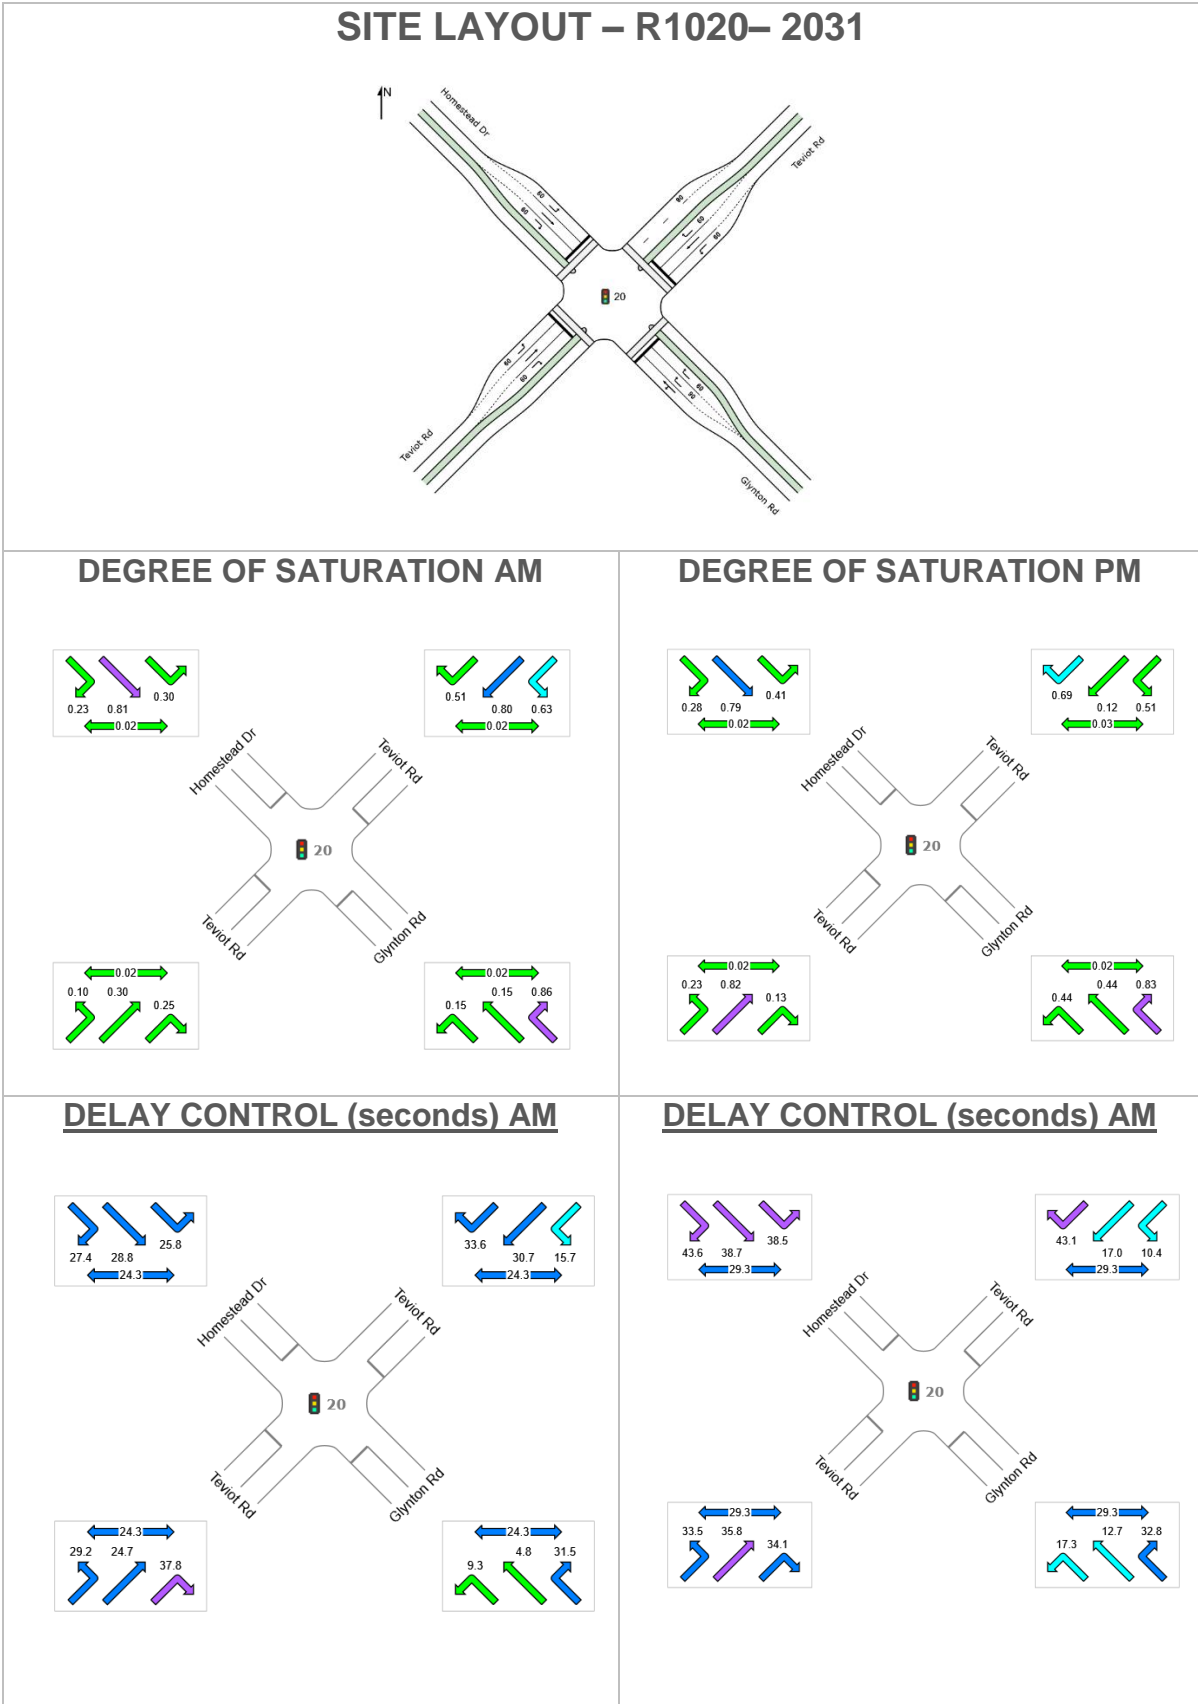 SITE LAYOUT – R1020– 2031
N
Homestead Dr
Teviot Rd
80
60
90
60
60
20
60
60
60
90
Teviot Rd
Glynton Rd
DEGREE OF SATURATION AM
0.23 0.81 0.30
0.02
0.51 0.80 0.63
0.02
Homestead Dr
Teviot Rd
20
Teviot Rd
Glynton Rd
0.02
0.10 0.30 0.25
0.02
0.15 0.15 0.86
DEGREE OF SATURATION PM
0.28 0.79 0.41
0.02
0.69 0.12 0.51
0.03
Homestead Dr
Teviot Rd
20
Teviot Rd
Glynton Rd
0.02
0.23 0.82 0.13
0.02
0.44 0.44 0.83
DELAY CONTROL (seconds) AM
27.4 28.8 25.8
24.3
33.6 30.7 15.7
24.3
Homestead Dr
Teviot Rd
20
Teviot Rd
Glynton Rd
24.3
29.2 24.7 37.8
24.3
9.3 4.8 31.5
DELAY CONTROL (seconds) AM
43.6 38.7 38.5
29.3
43.1 17.0 10.4
29.3
Homestead Dr
Teviot Rd
20
Teviot Rd
Glynton Rd
29.3
33.5 35.8 34.1
29.3
17.3 12.7 32.8